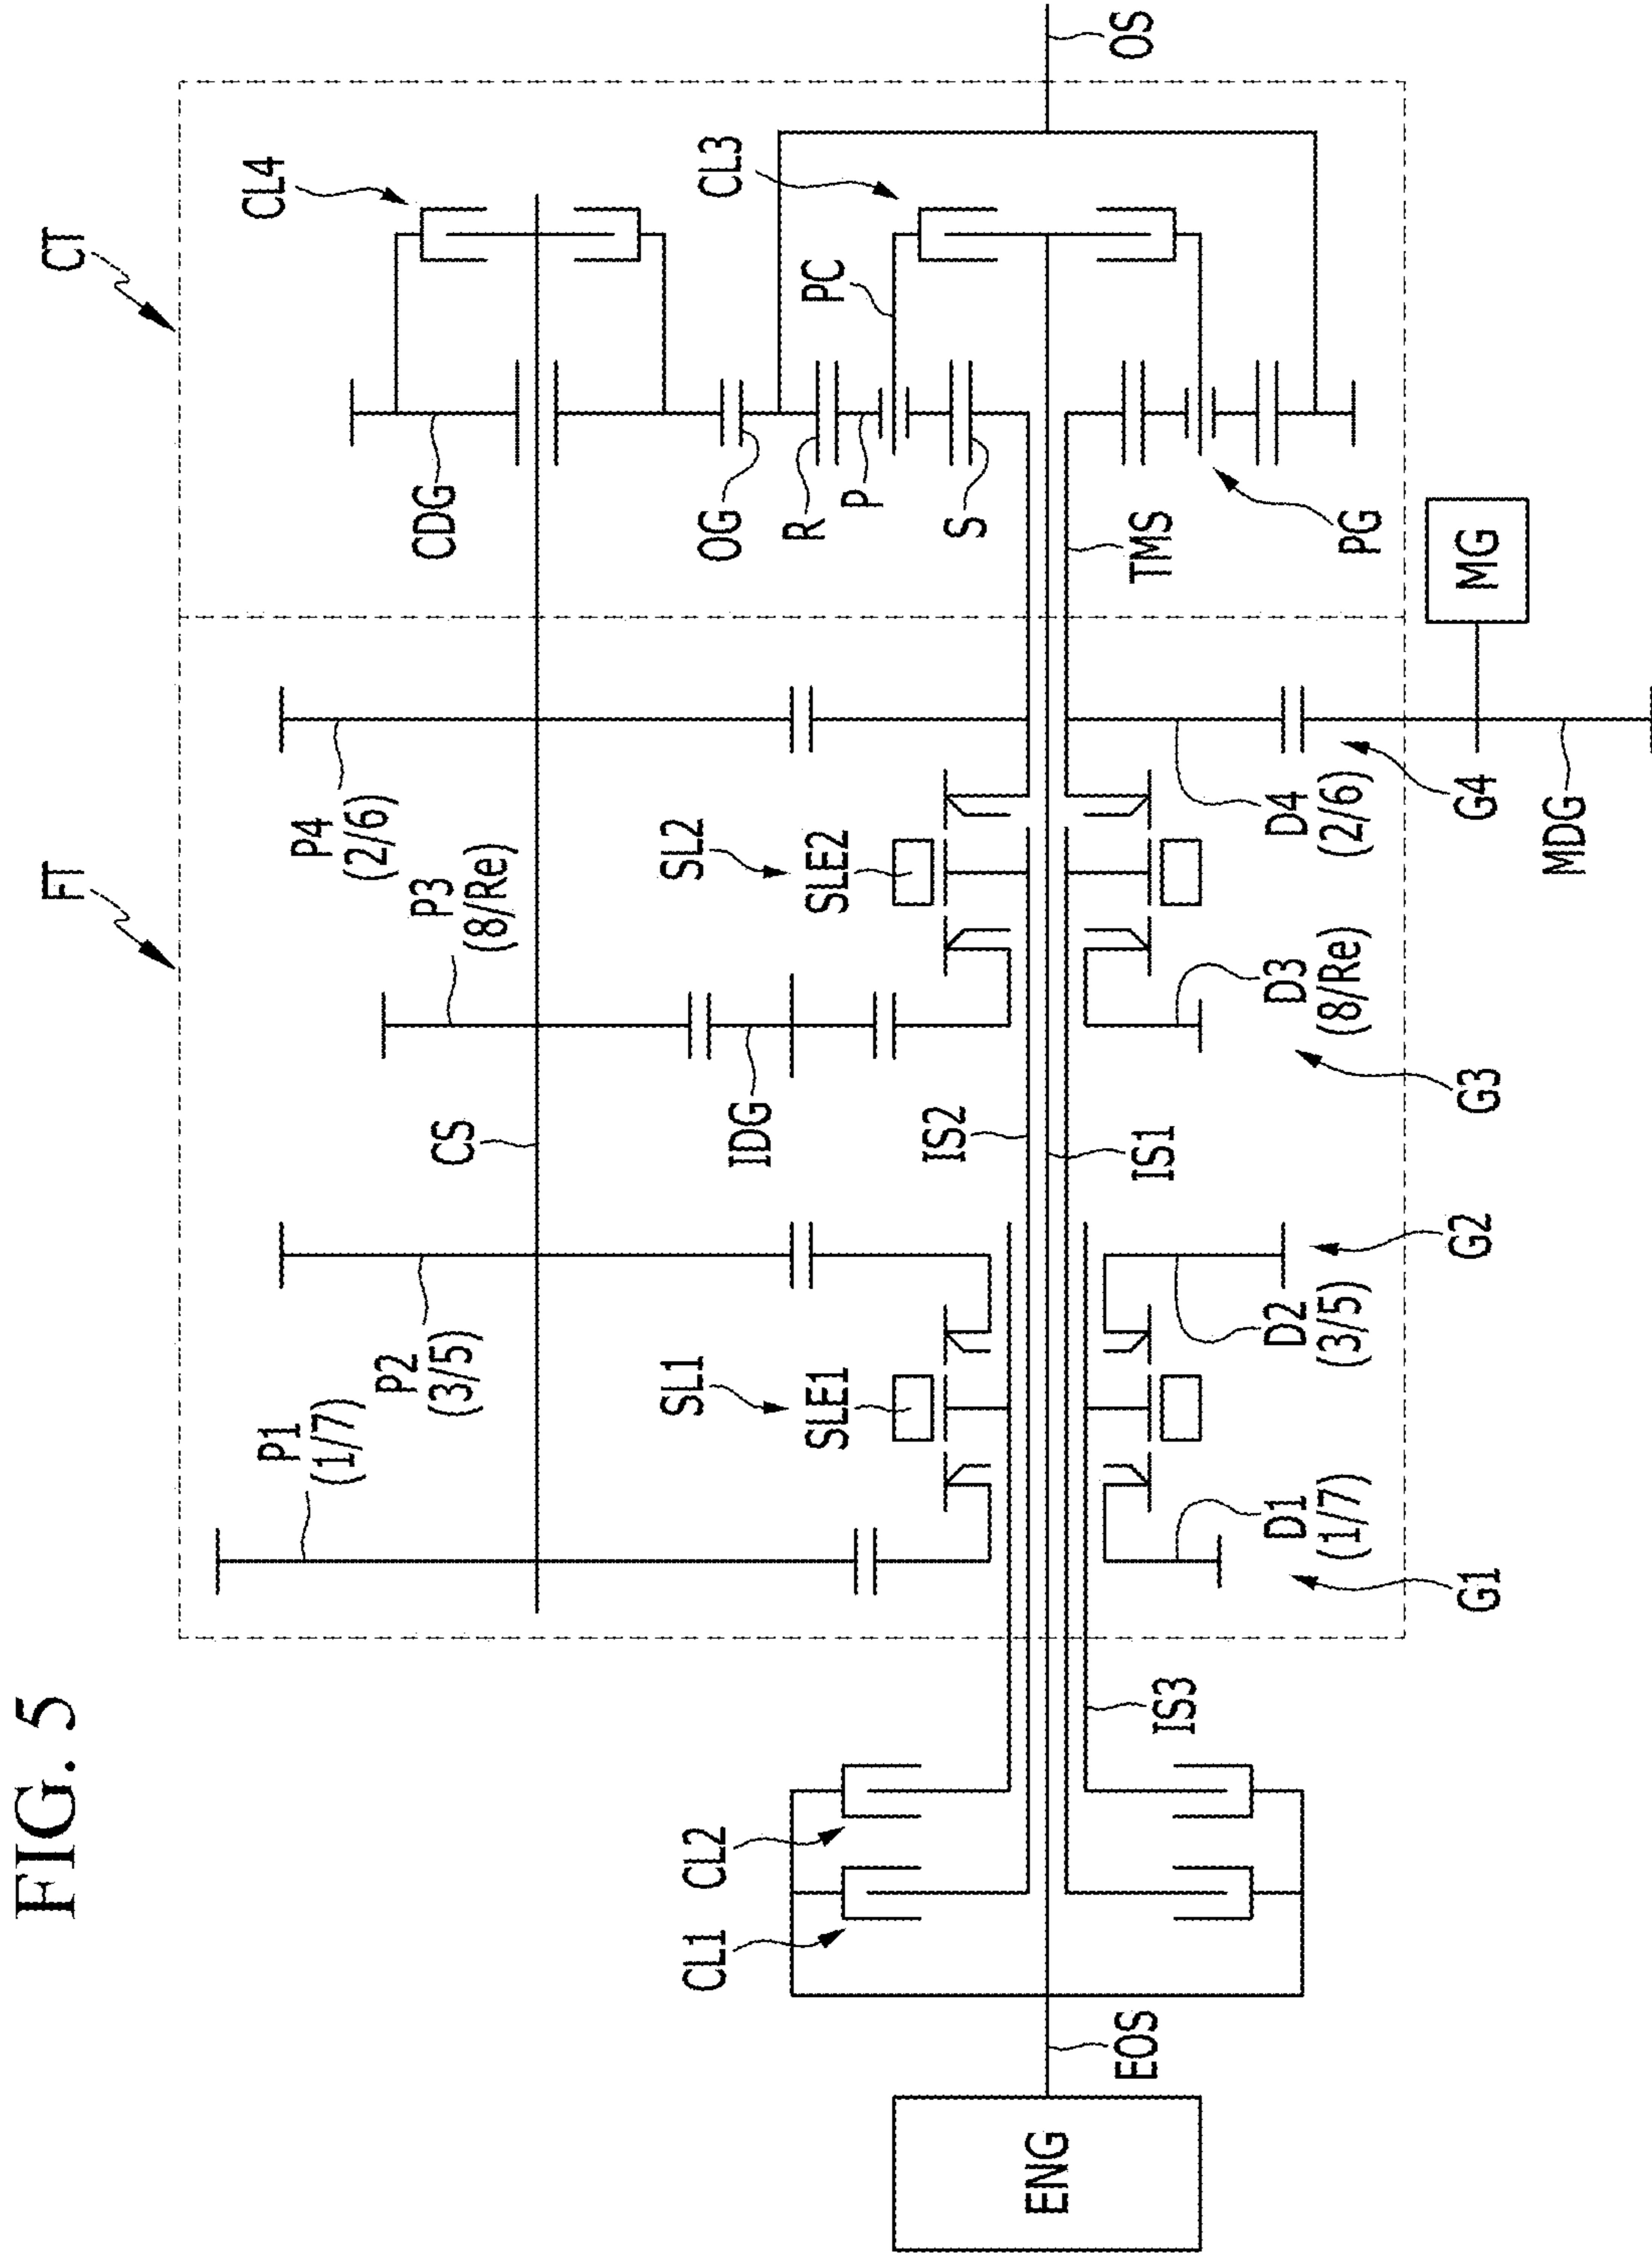 FIG. 5
FT
CT
P1
(1/7)
P2
(3/5)
P3
(8/Re)
P4
(2/6)
CL4
CDG
CS
IDG
SL1
SLE1
SL2
SLE2
OG
R
P
S
PC
CL3
OS
CL1
CL2
ENG
EOS
IS3
IS2
IS1
TMS
PG
D1
(1/7)
D2
(3/5)
D3
(8/Re)
D4
(2/6)
G1
G2
G3
G4
MG
MDG